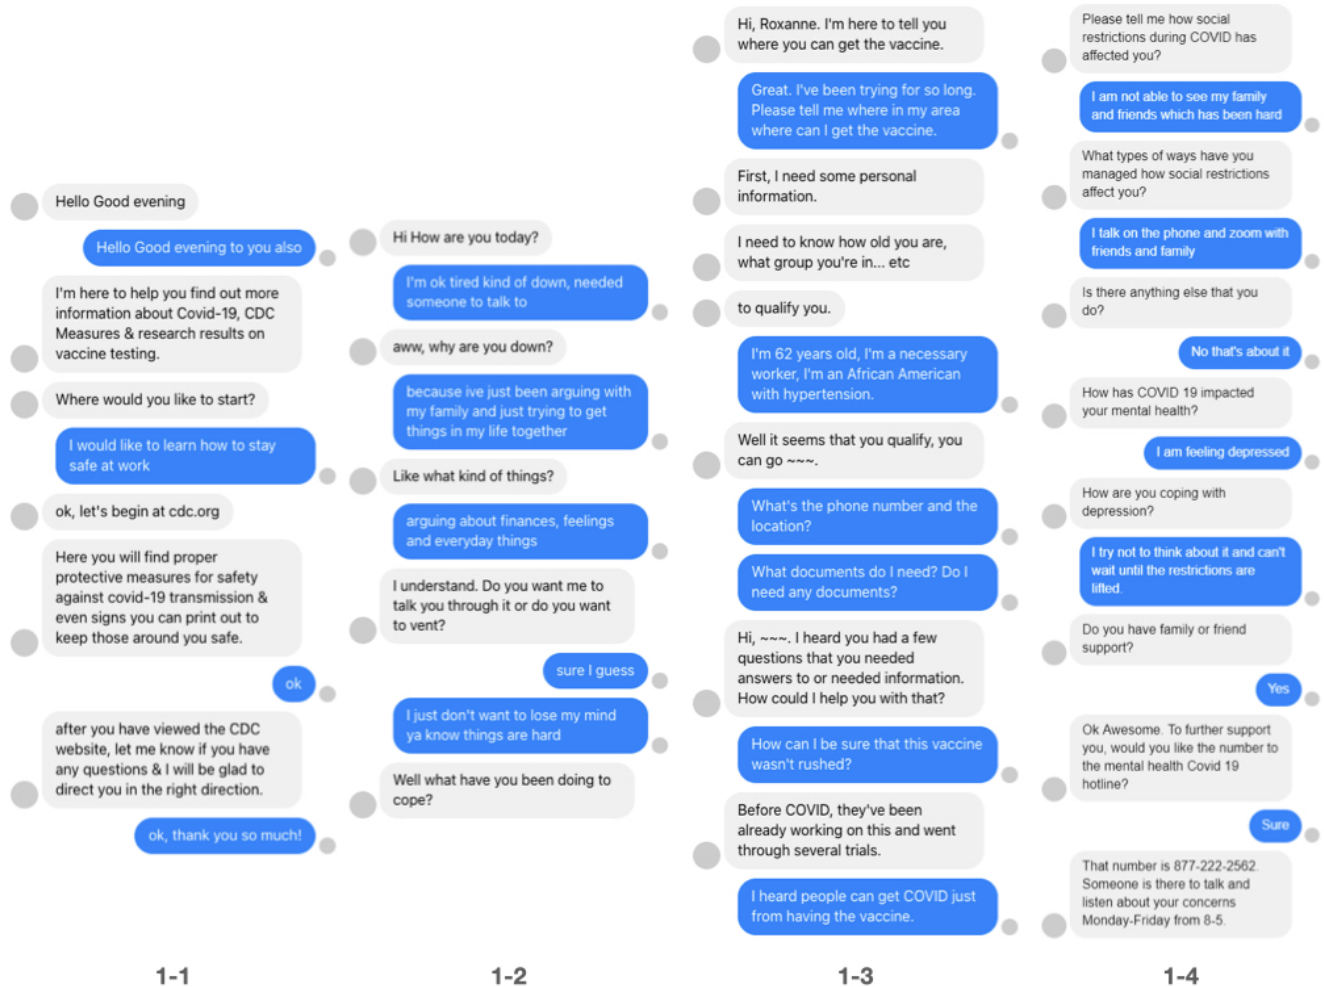 Hello Good evening
Hello Good evening to you also
I'm here to help you find out more
information about Covid-19, CDC
Measures & research results on
vaccine testing.
Where would you like to start?
I would like to learn how to stay
safe at work
ok, let's begin at cdc.org
Here you will find proper
protective measures for safety
against covid-19 transmission &
even signs you can print out to
keep those around you safe.
ok
after you have viewed the CDC
website, let me know if you have
any questions & I will be glad to
direct you in the right direction.
ok, thank you so much!
1-1
Hi How are you today?
I'm ok tired kind of down, needed
someone to talk to
aww, why are you down?
because ive just been arguing with
my family and just trying to get
things in my life together
Like what kind of things?
arguing about finances, feelings
and everyday things
I understand. Do you want me to
talk you through it or do you want
to vent?
sure I guess
I just don't want to lose my mind
ya know things are hard
Well what have you been doing to
cope?
1-2
Hi, Roxanne. I'm here to tell you
where you can get the vaccine.
Great. I've been trying for so long.
Please tell me where in my area
where can I get the vaccine.
First, I need some personal
information.
I need to know how old you are,
what group you're in... etc
to qualify you.
I'm 62 years old, I'm a necessary
worker, I'm an African American
with hypertension.
Well it seems that you qualify, you
can go ~~~.
What's the phone number and the
location?
What documents do I need? Do I
need any documents?
Hi, ~~~. I heard you had a few
questions that you needed
answers to or needed information.
How could I help you with that?
How can I be sure that this vaccine
wasn't rushed?
Before COVID, they've been
already working on this and went
through several trials.
I heard people can get COVID just
from having the vaccine.
1-3
Please tell me how social
restrictions during COVID has
affected you?
I am not able to see my family
and friends which has been hard
What types of ways have you
managed how social restrictions
affect you?
I talk on the phone and zoom with
friends and family
Is there anything else that you
do?
No that's about it
How has COVID 19 impacted
your mental health?
I am feeling depressed
How are you coping with
depression?
I try not to think about it and can't
wait until the restrictions are
lifted.
Do you have family or friend
support?
Yes
Ok Awesome. To further support
you, would you like the number to
the mental health Covid 19
hotline?
Sure
That number is 877-222-2562.
Someone is there to talk and
listen about your concerns
Monday-Friday from 8-5.
1-4